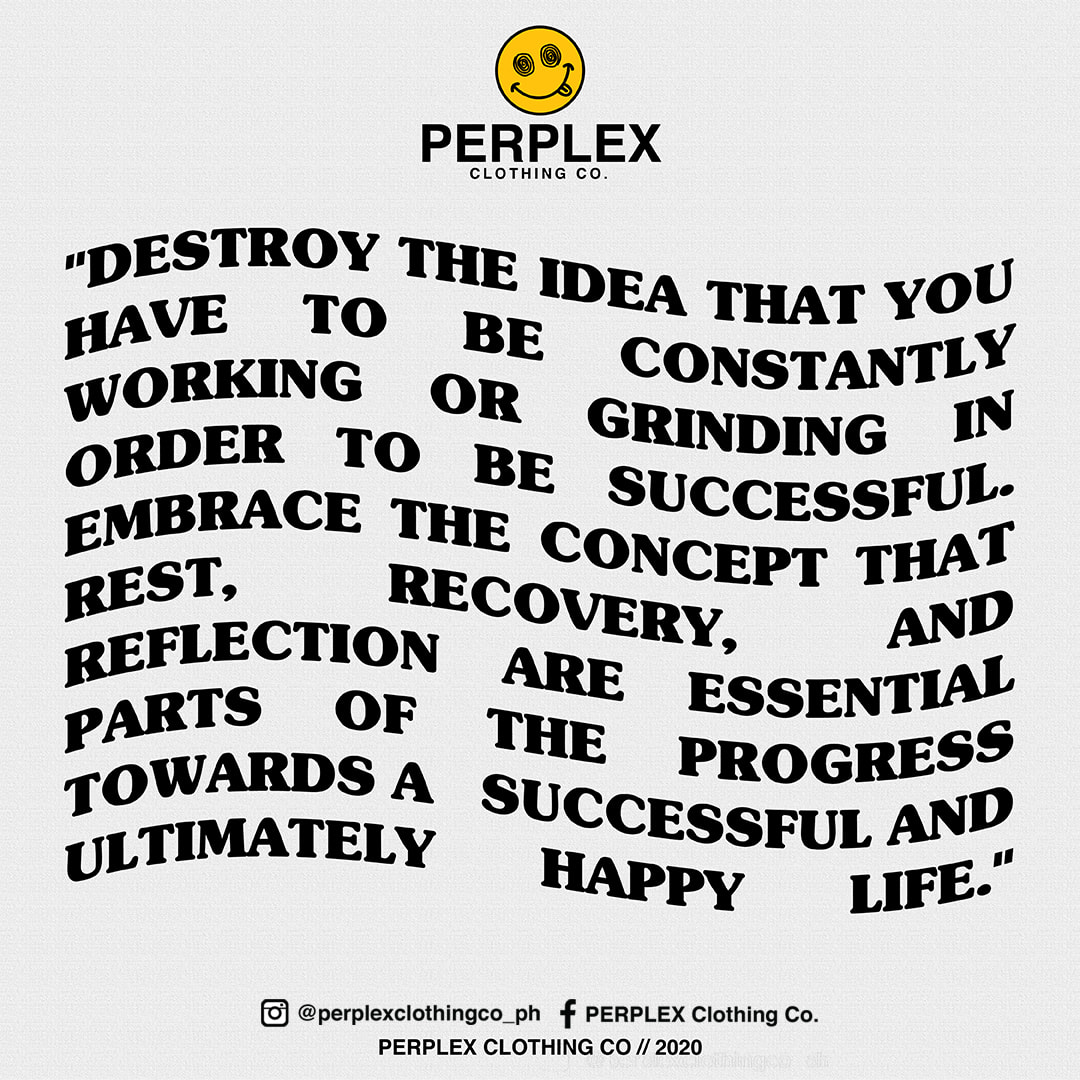 PERPLEX
CLOTHING CO.
"DESTROY THE IDEA THAT YOU
HAVE TO BE CONSTANTLY
WORKING OR GRINDING IN
ORDER TO BE SUCCESSFUL.
EMBRACE THE CONCEPT THAT
REST, RECOVERY, AND
REFLECTION ARE ESSENTIAL
PARTS OF THE PROGRESS
TOWARDS A SUCCESSFUL AND
ULTIMATELY HAPPY LIFE."
@perplexclothingco_ph PERPLEX Clothing Co.
PERPLEX CLOTHING CO // 2020